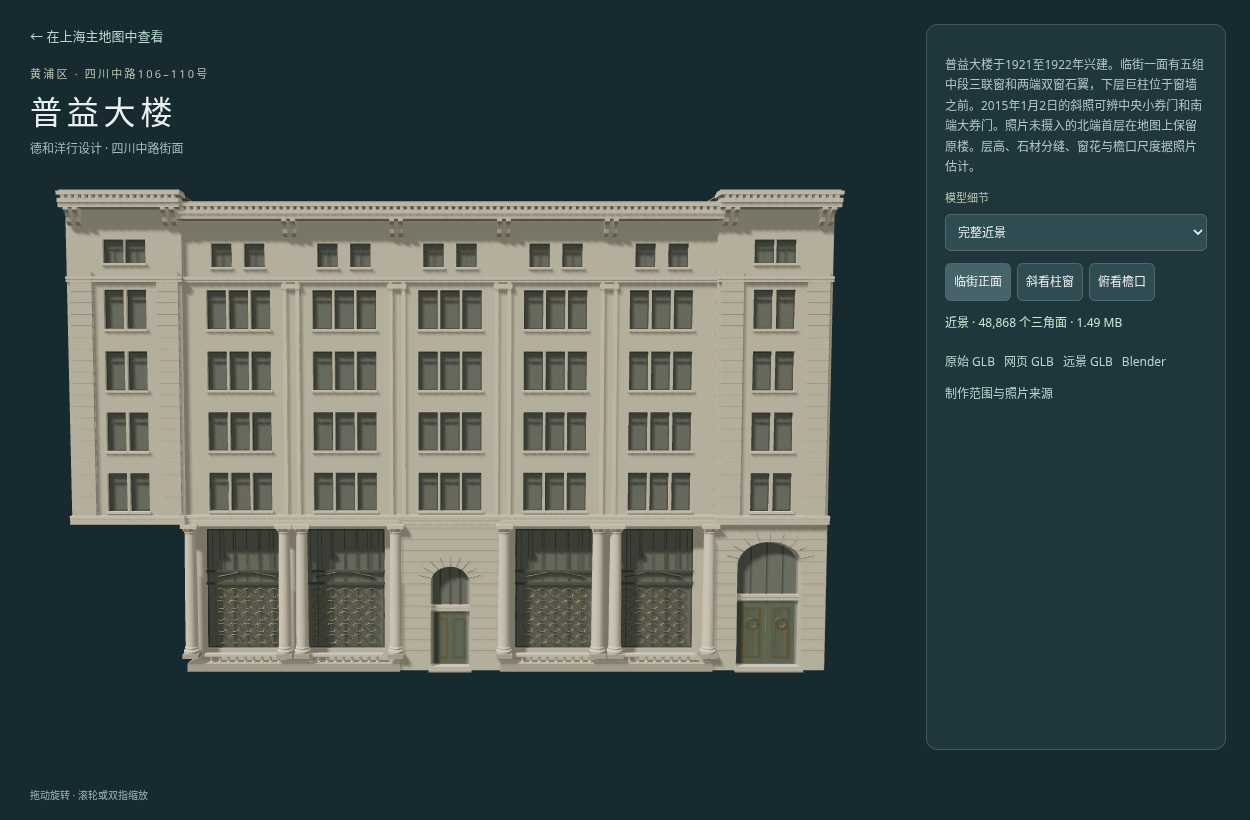 ← 在上海主地图中查看
黄浦区 · 四川中路106–110号
普益大楼
德和洋行设计 · 四川中路街面
普益大楼于1921至1922年兴建。临街一面有五组
中段三联窗和两端双窗石翼，下层巨柱位于窗墙
之前。2015年1月2日的斜照可辨中央小券门和南
端大券门。照片未摄入的北端首层在地图上保留
原楼。层高、石材分缝、窗花与檐口尺度据照片
估计。
模型细节
完整近景
临街正面 斜看柱窗 俯看檐口
近景 · 48,868 个三角面 · 1.49 MB
原始 GLB 网页 GLB 远景 GLB Blender
制作范围与照片来源
拖动旋转 · 滚轮或双指缩放